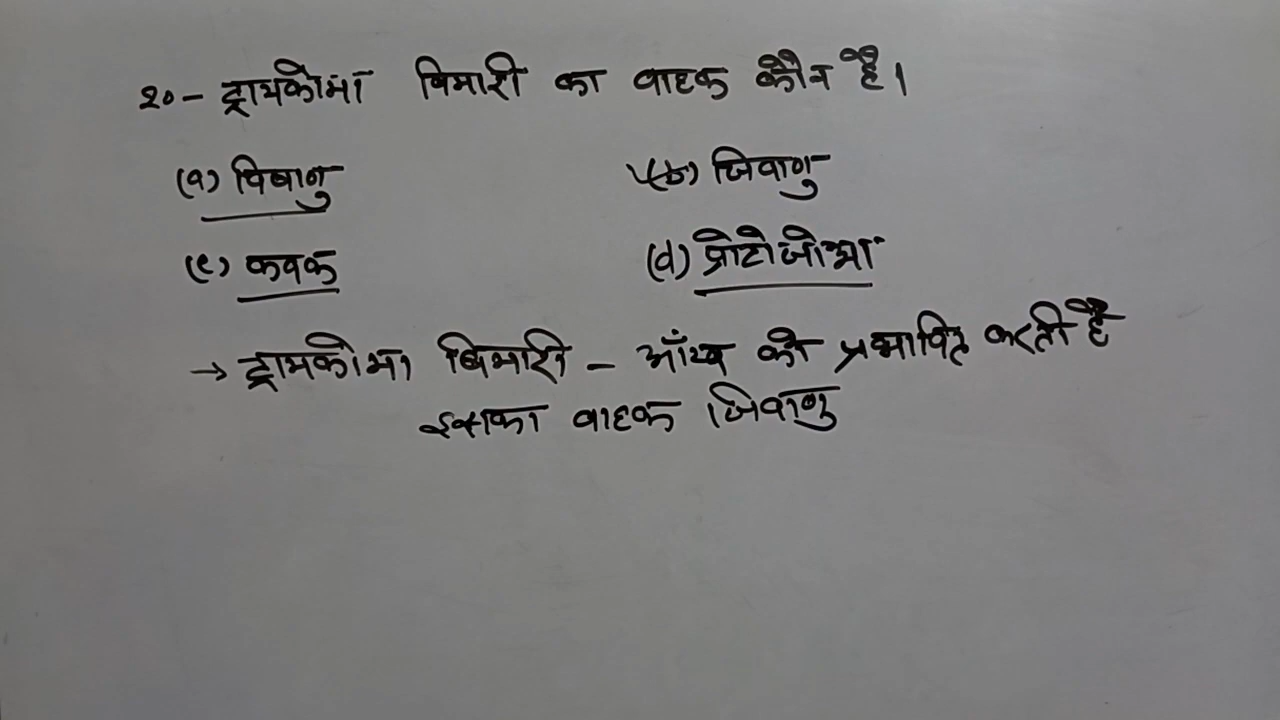 २०- ट्रायकोमा बिमारी का वाहक कौन है।
(a) विषानु (b) जिवाणु
(c) कवक (d) प्रोटोजोआ
→ ट्रामकोमा बिमारी - आँख को प्रभावित करती है
इसका वाहक जिवाणु